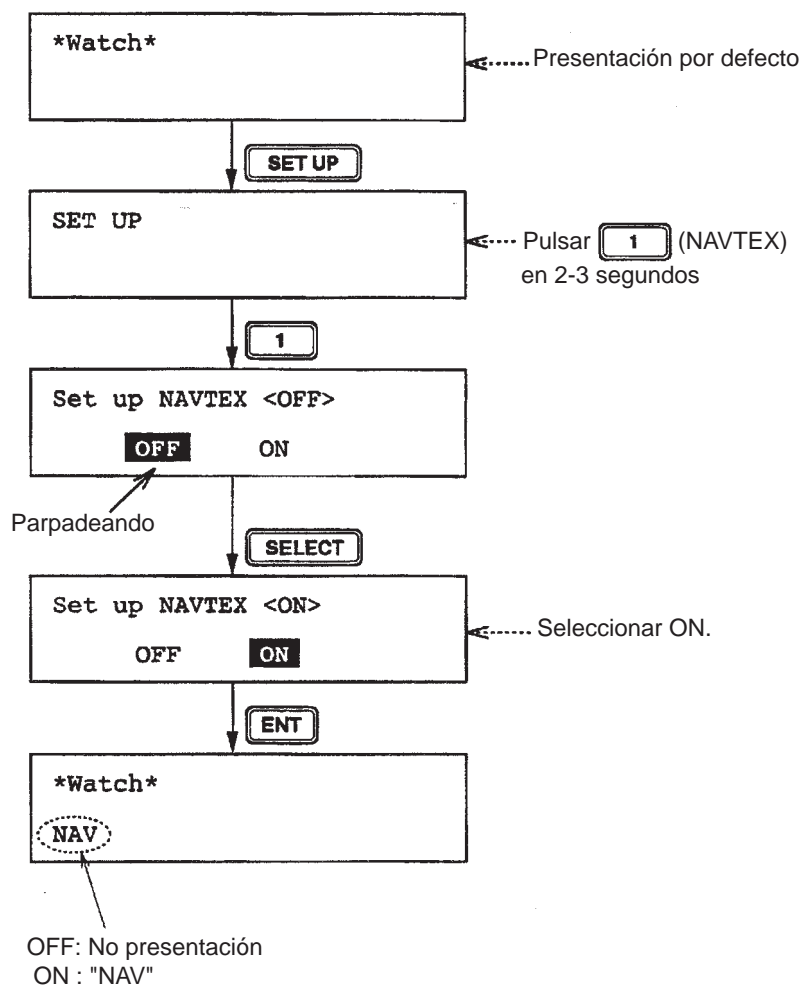 *Watch*
Presentación por defecto
SET UP
SET UP
Pulsar 1 (NAVTEX)
en 2-3 segundos
1
Set up NAVTEX <OFF>
OFF ON
Parpadeando
SELECT
Set up NAVTEX <ON>
Seleccionar ON.
OFF ON
ENT
*Watch*
NAV
OFF: No presentación
ON : "NAV"